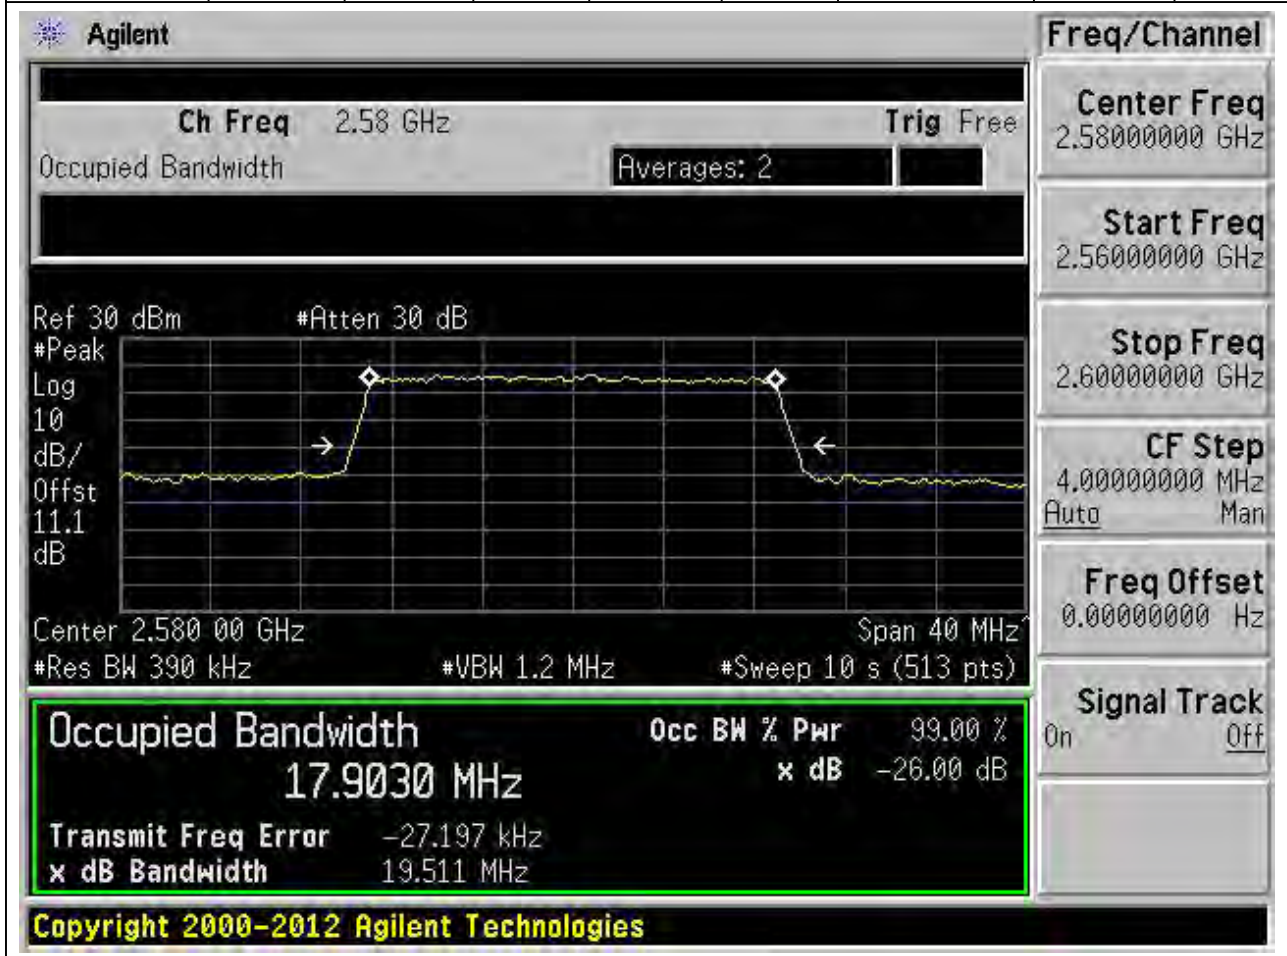 Agilent
Freq/Channel
Ch Freq 2.58 GHz Trig Free
Occupied Bandwidth Averages: 2
Center Freq
2.58000000 GHz
Start Freq
2.56000000 GHz
Stop Freq
2.60000000 GHz
CF Step
4.00000000 MHz
Auto Man
Freq Offset
0.00000000 Hz
Signal Track
On Off
Ref 30 dBm #Atten 30 dB
#Peak
Log
10
dB/
Offst
11.1
dB
Center 2.580 00 GHz Span 40 MHz^
#Res BW 390 kHz #VBW 1.2 MHz #Sweep 10 s (513 pts)
Occupied Bandwidth Occ BW % Pwr 99.00 %
17.9030 MHz x dB -26.00 dB
Transmit Freq Error -27.197 kHz
x dB Bandwidth 19.511 MHz
Copyright 2000-2012 Agilent Technologies